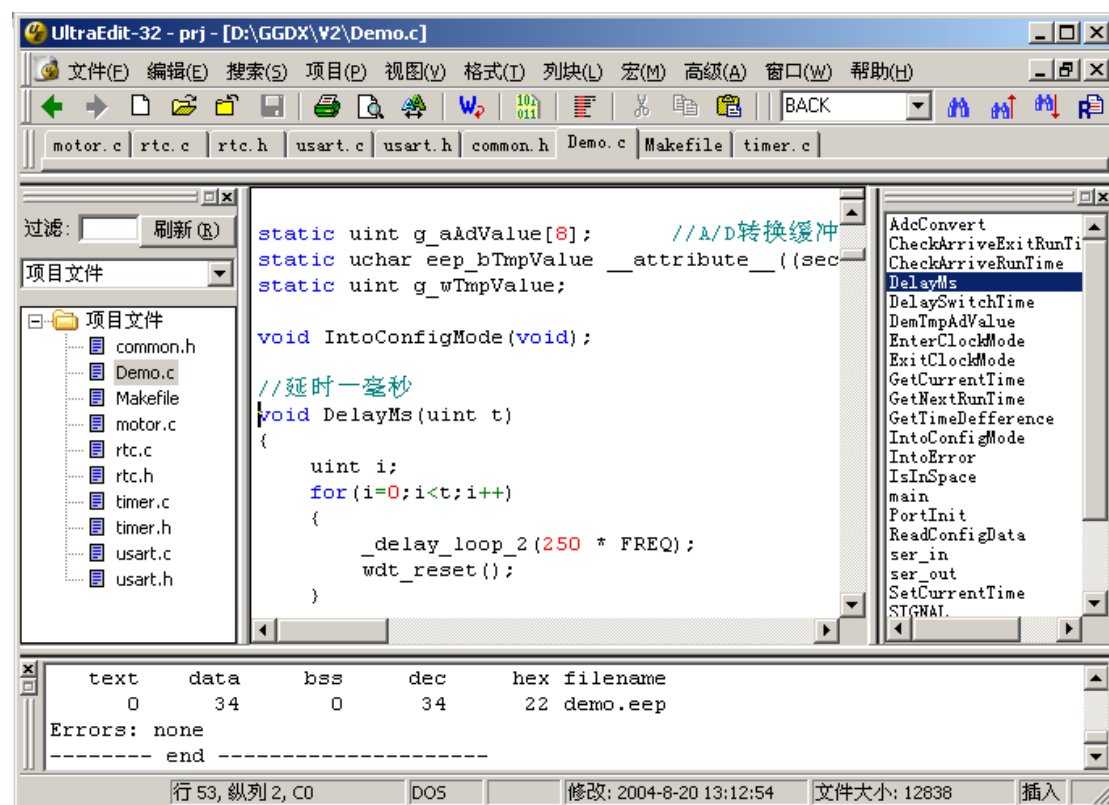 UltraEdit-32 - prj - [D:\GGDX\V2\Demo.c]
文件(F) 编辑(E) 搜索(S) 项目(P) 视图(V) 格式(T) 列块(L) 宏(M) 高级(A) 窗口(W) 帮助(H)
BACK
motor.c rtc.c rtc.h usart.c usart.h common.h Demo.c Makefile timer.c
过滤: 刷新(R)
项目文件
项目文件
common.h
Demo.c
Makefile
motor.c
rtc.c
rtc.h
timer.c
timer.h
usart.c
usart.h
static uint g_aAdValue[8]; //A/D转换缓冲
static uchar eep_bTmpValue __attribute__((sec
static uint g_wTmpValue;
void IntoConfigMode(void);
//延时一毫秒
void DelayMs(uint t)
{
uint i;
for(i=0;i<t;i++)
{
_delay_loop_2(250 * FREQ);
wdt_reset();
}
AdcConvert
CheckArriveExitRunTi
CheckArriveRunTime
DelayMs
DelaySwitchTime
DemTmpAdValue
EnterClockMode
ExitClockMode
GetCurrentTime
GetNextRunTime
GetTimeDefference
IntoConfigMode
IntoError
IsInSpace
main
PortInit
ReadConfigData
ser_in
ser_out
SetCurrentTime
SIGNAL
text data bss dec hex filename
0 34 0 34 22 demo.eep
Errors: none
-------- end ---------------------
行 53, 纵列 2, C0 DOS 修改: 2004-8-20 13:12:54 文件大小: 12838 插入